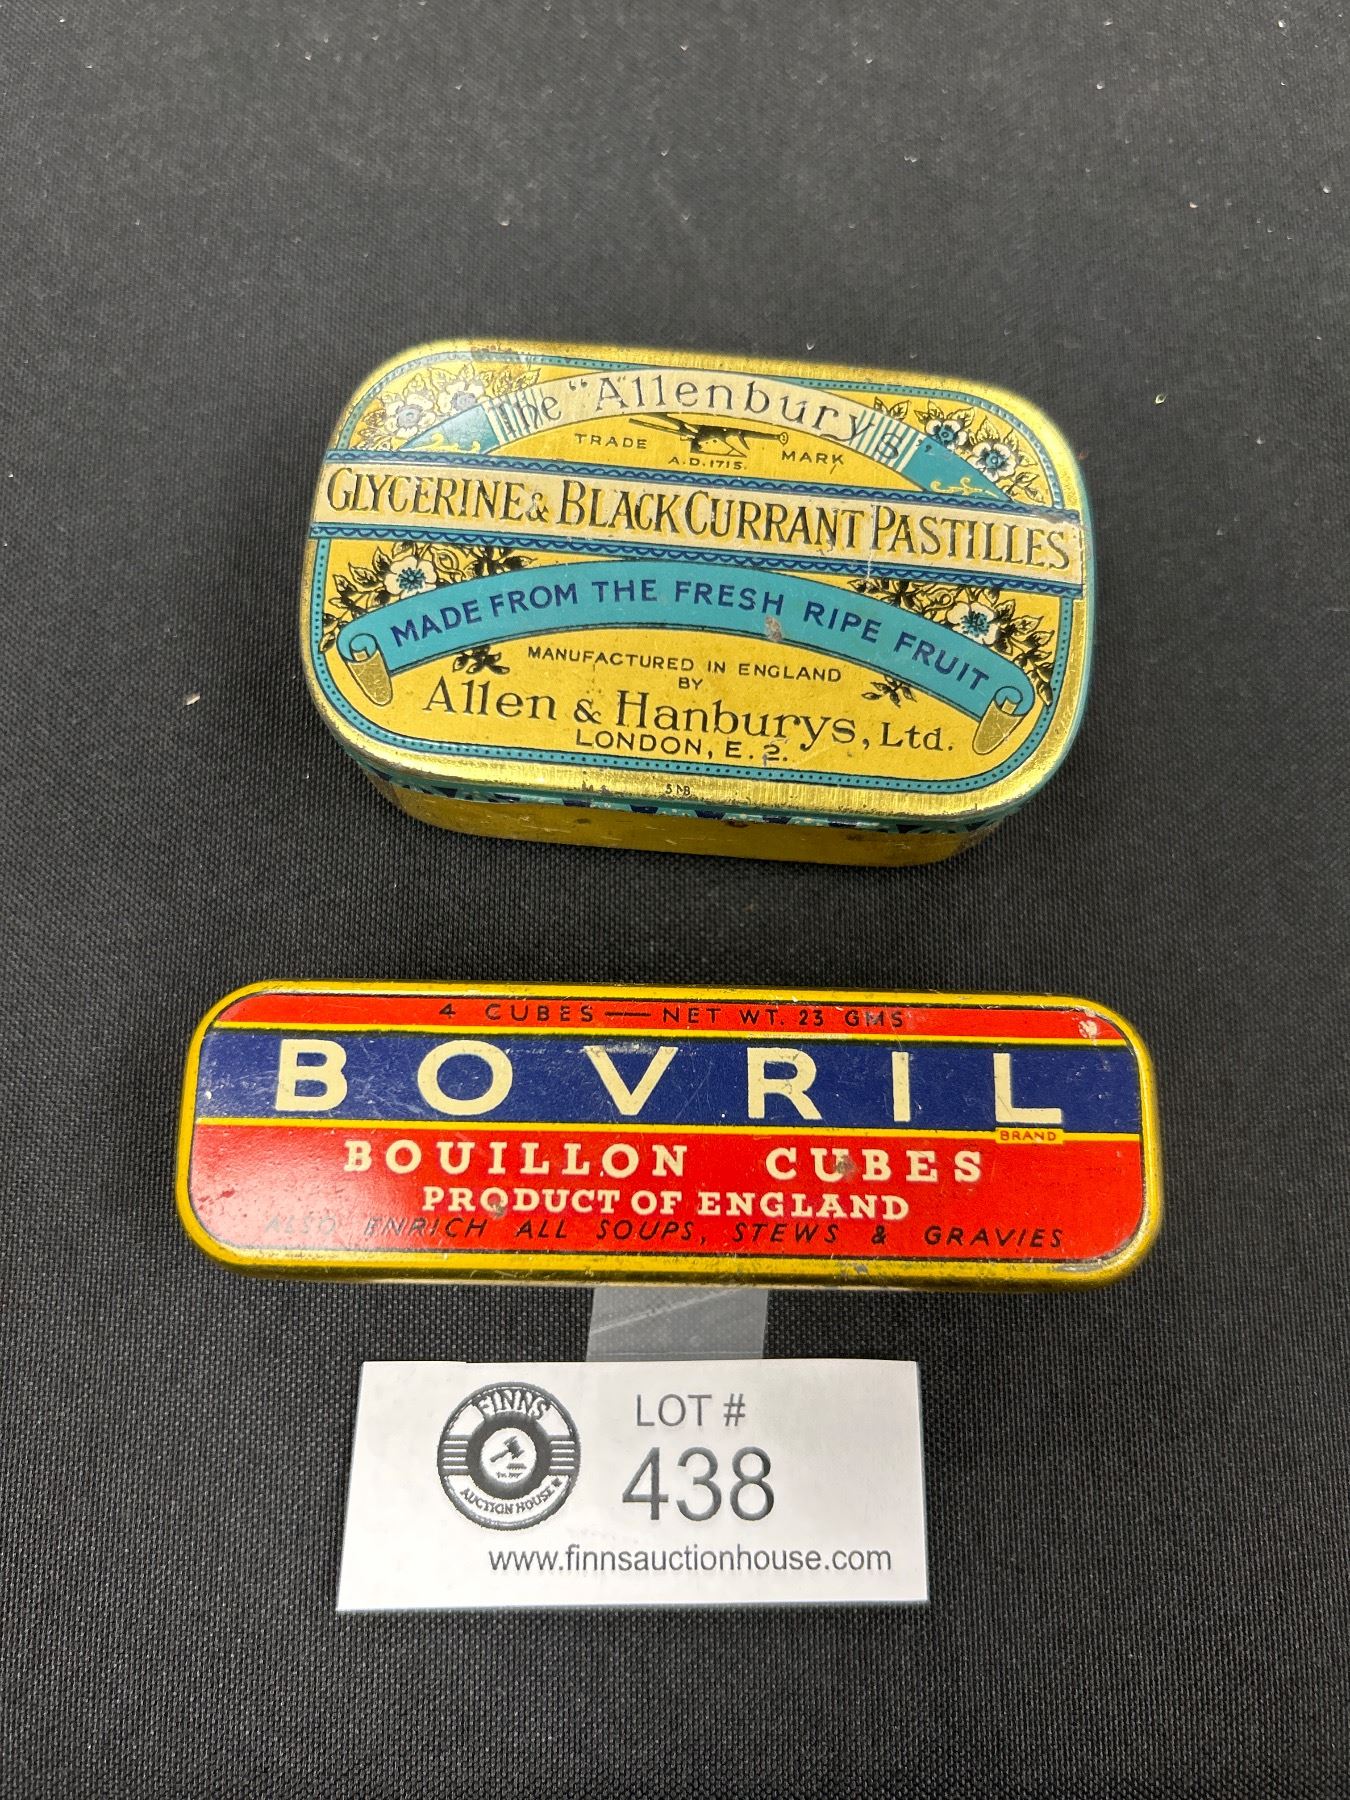 The "Allenburys"
TRADE MARK
A.D.1715.
GLYCERINE & BLACK CURRANT PASTILLES
MADE FROM THE FRESH RIPE FRUIT
MANUFACTURED IN ENGLAND
BY
Allen & Hanburys, Ltd.
LONDON, E. 2.
4 CUBES — NET WT. 23 GMS
BOVRIL
BRAND
BOUILLON CUBES
PRODUCT OF ENGLAND
ALSO ENRICH ALL SOUPS, STEWS & GRAVIES
FINNS
AUCTION HOUSE
LOT #
438
www.finnsauctionhouse.com